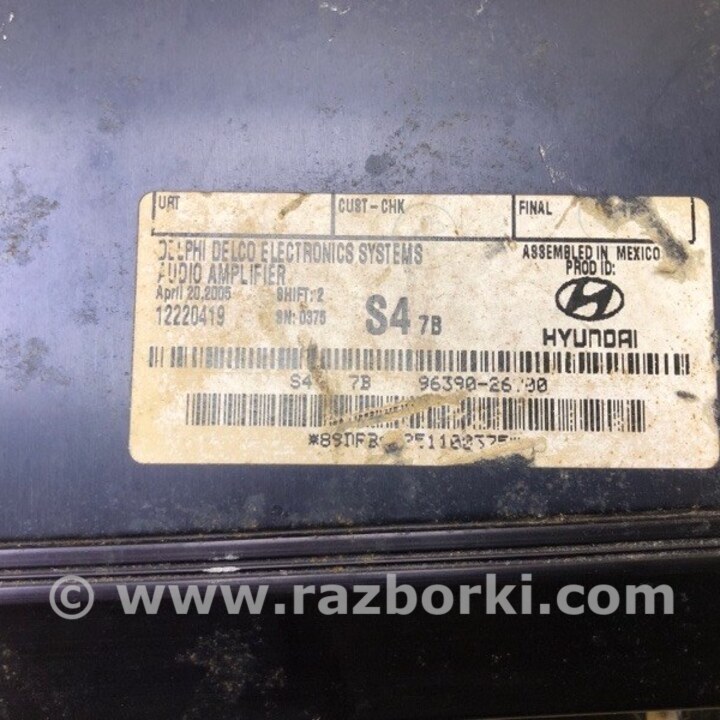 URT CUST-CHK FINAL
DELPHI DELCO ELECTRONICS SYSTEMS
AUDIO AMPLIFIER
ASSEMBLED IN MEXICO
PROD ID:
April 20.2005 SHIFT: 2
12220419 SN: 0375 S4 7B
HYUNDAI
S4 7B
© www.razborki.com